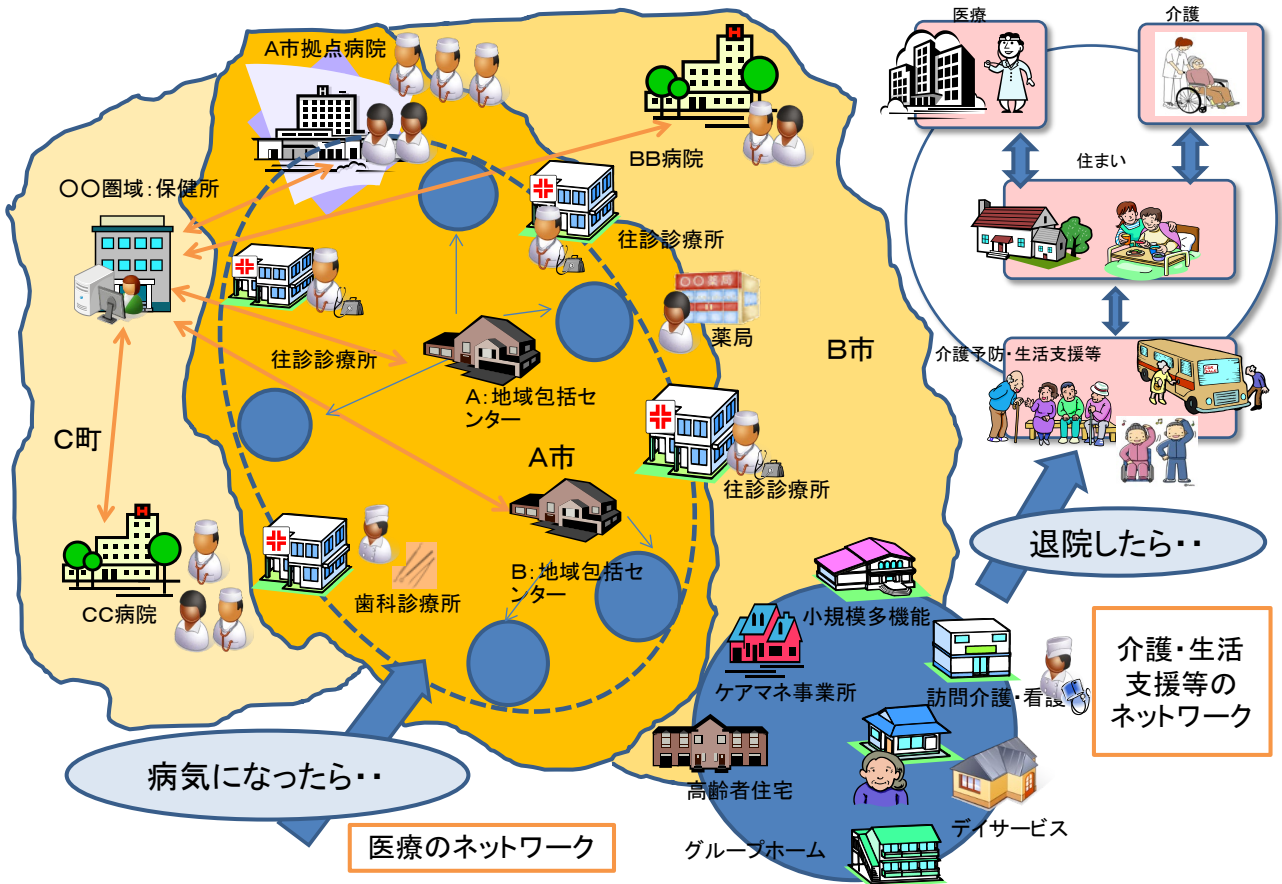 A市拠点病院
BB病院
〇〇圏域：保健所
往診診療所
〇〇薬局
薬局
往診診療所
A：地域包括セ
ンター
B市
C町
A市
往診診療所
CC病院
歯科診療所
B：地域包括セ
ンター
病気になったら・・
医療のネットワーク
医療
介護
住まい
介護予防・生活支援等
退院したら・・
小規模多機能
ケアマネ事業所
訪問介護・看護
高齢者住宅
デイサービス
グループホーム
介護・生活
支援等の
ネットワーク
H
H